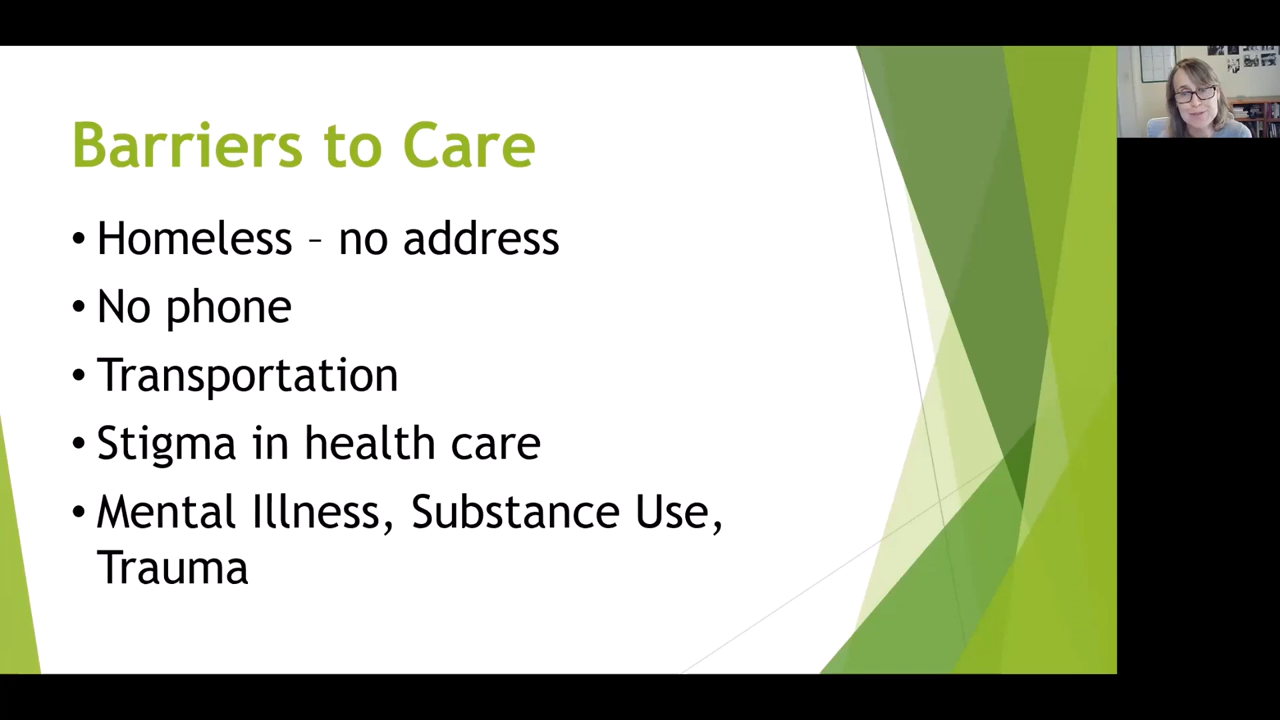 Barriers to Care
• Homeless – no address
• No phone
• Transportation
• Stigma in health care
• Mental Illness, Substance Use,
Trauma